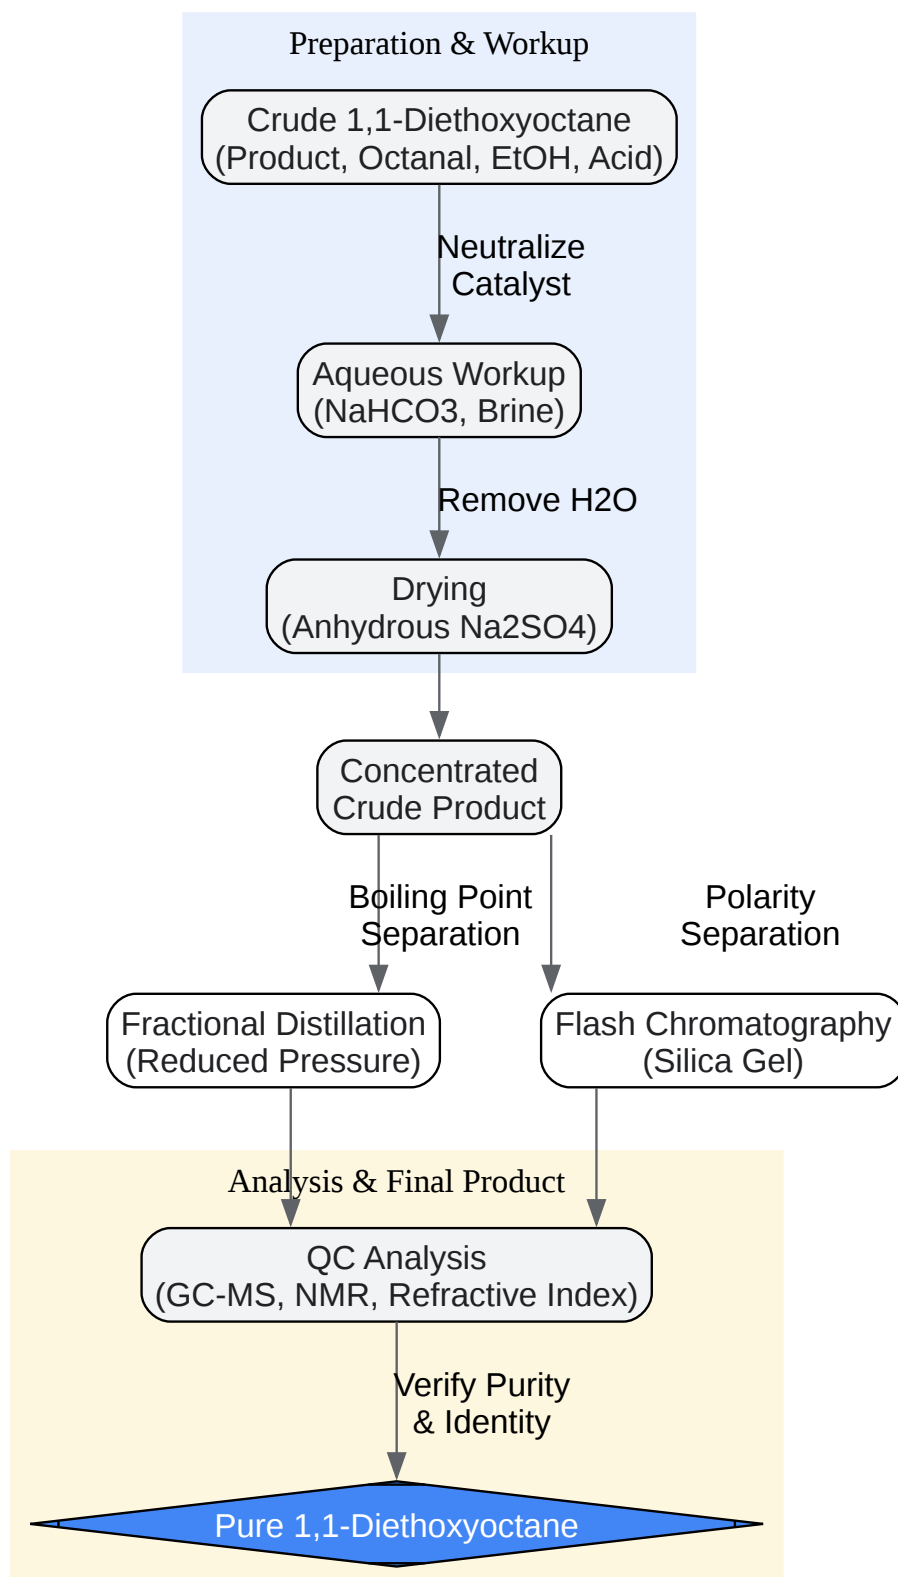 Preparation & Workup
Crude 1,1-Diethoxyoctane
(Product, Octanal, EtOH, Acid)
Neutralize
Catalyst
Aqueous Workup
(NaHCO3, Brine)
Remove H2O
Drying
(Anhydrous Na2SO4)
Concentrated
Crude Product
Boiling Point
Separation
Polarity
Separation
Fractional Distillation
(Reduced Pressure)
Flash Chromatography
(Silica Gel)
Analysis & Final Product
QC Analysis
(GC-MS, NMR, Refractive Index)
Verify Purity
& Identity
Pure 1,1-Diethoxyoctane